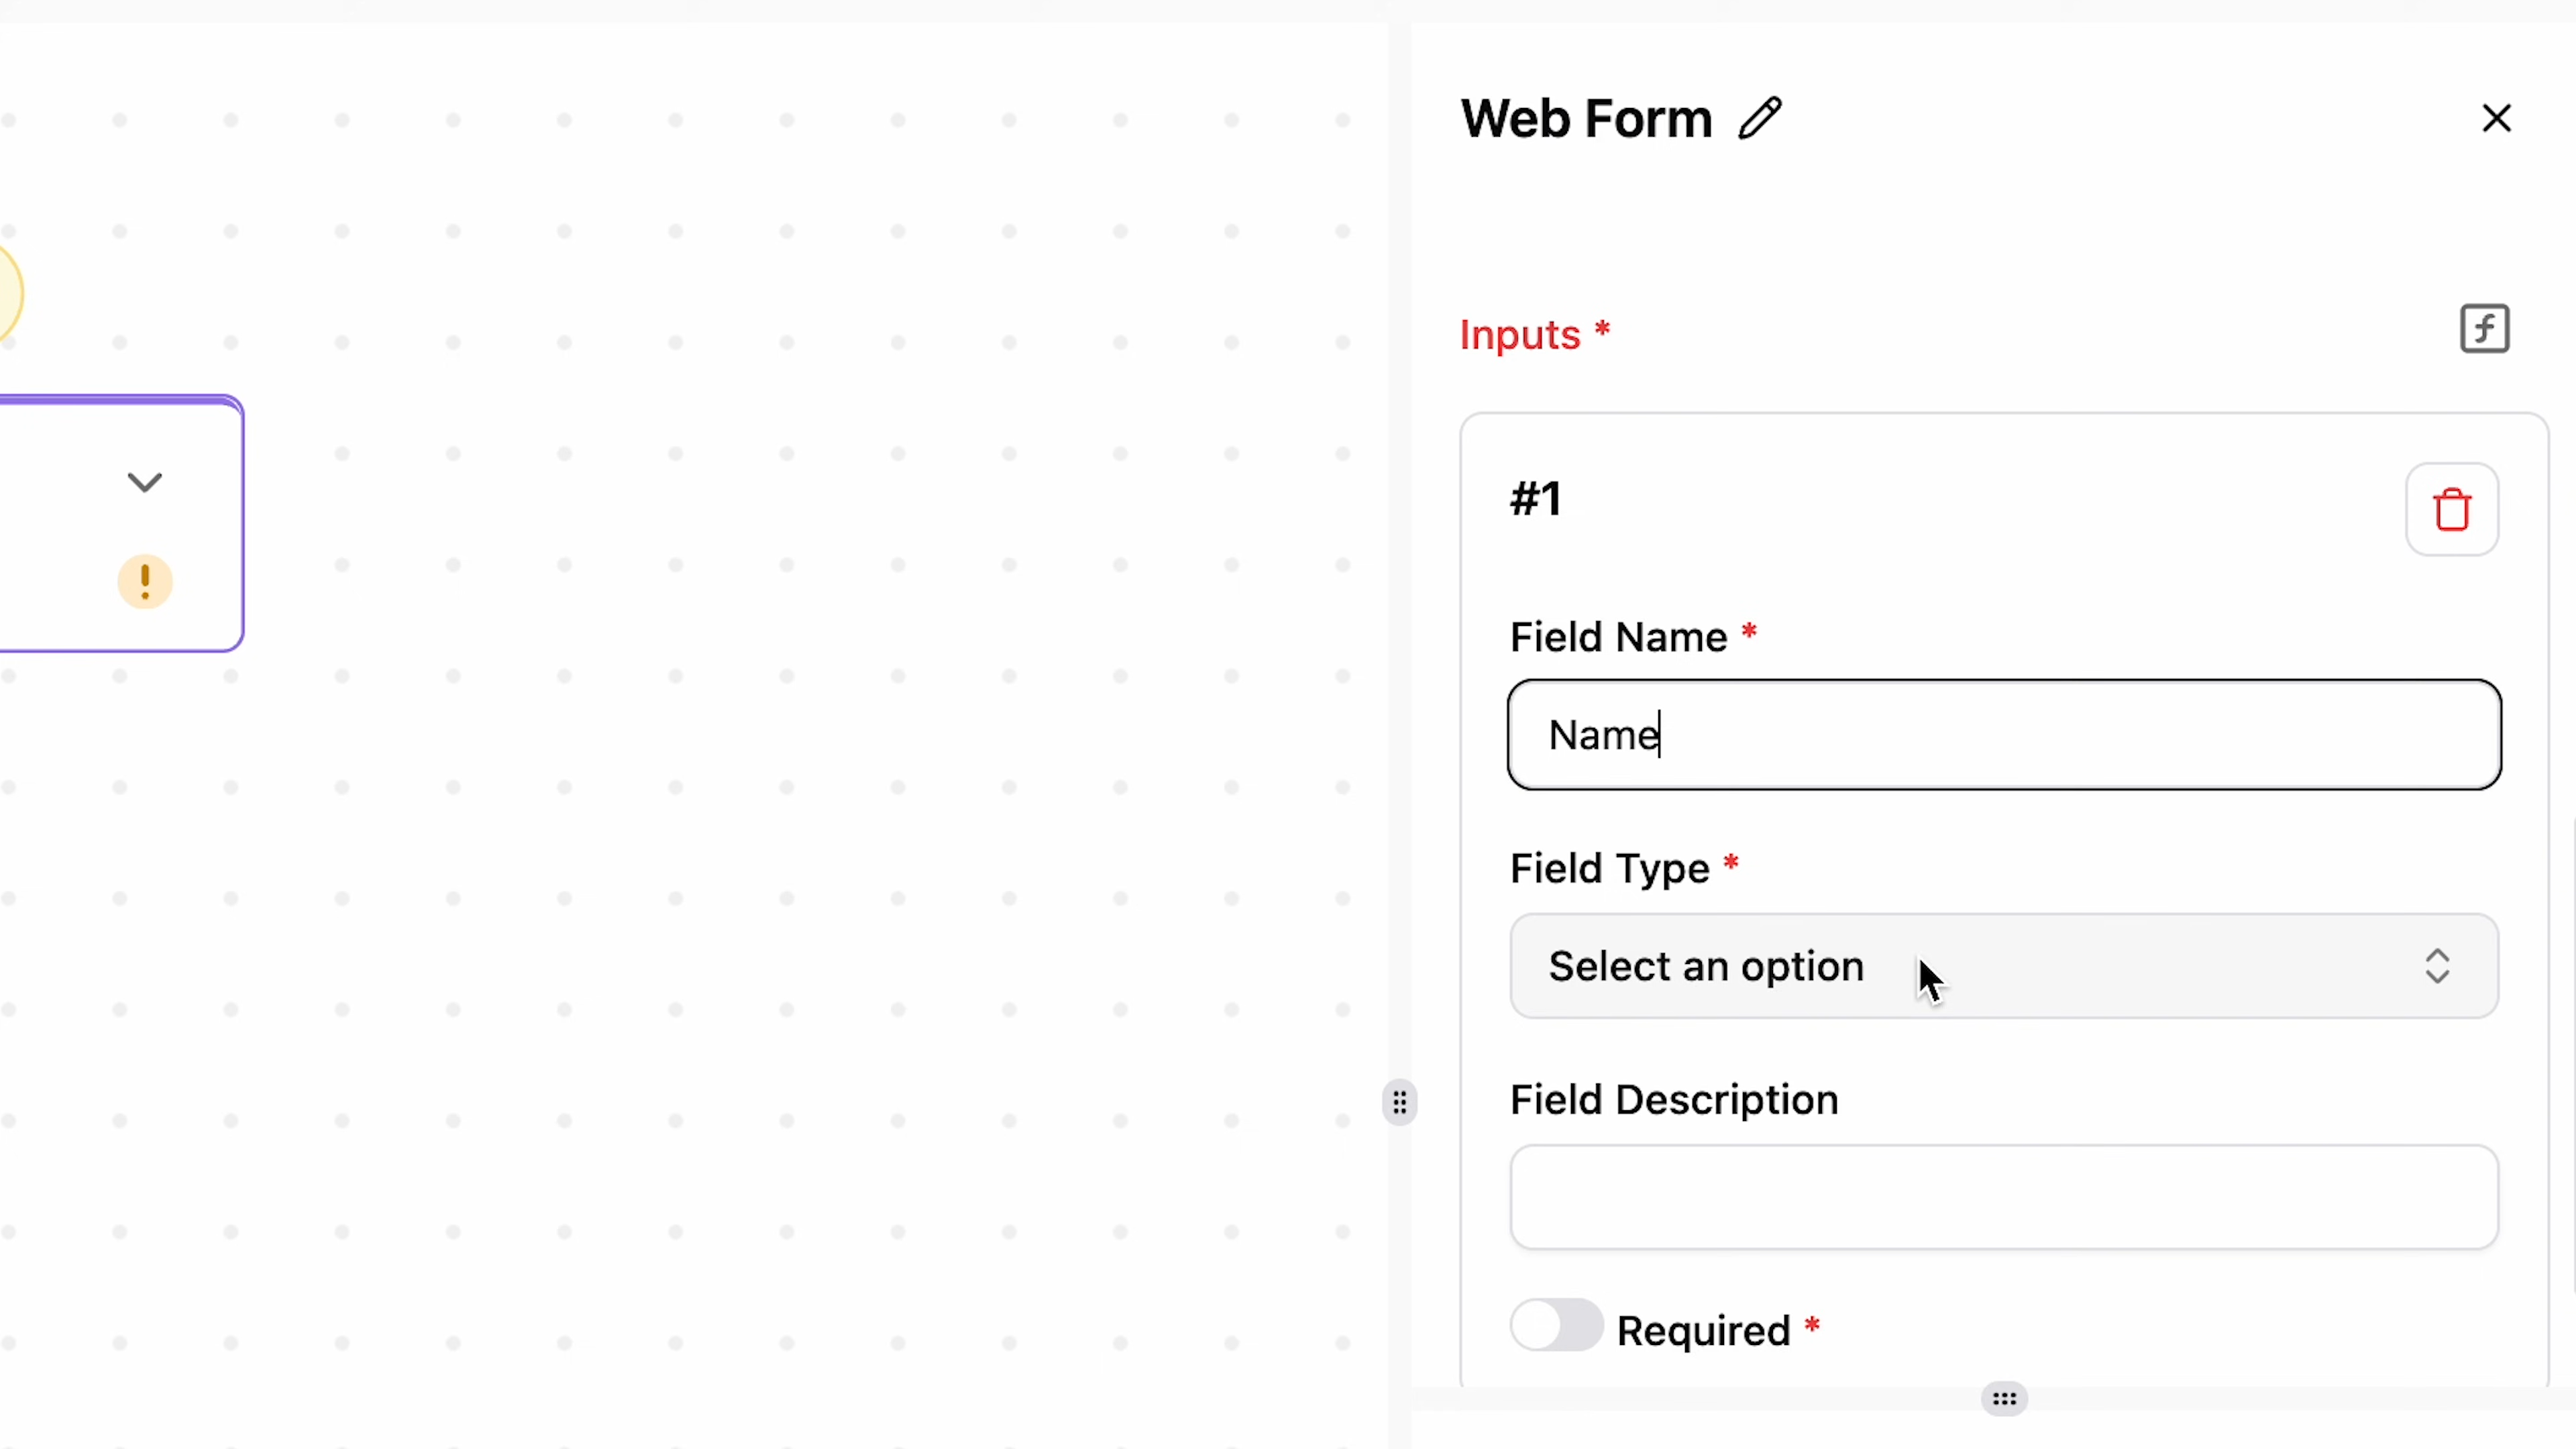 Web Form
Inputs *
#1
Field Name *
Name
Field Type *
Select an option
Field Description
Required *